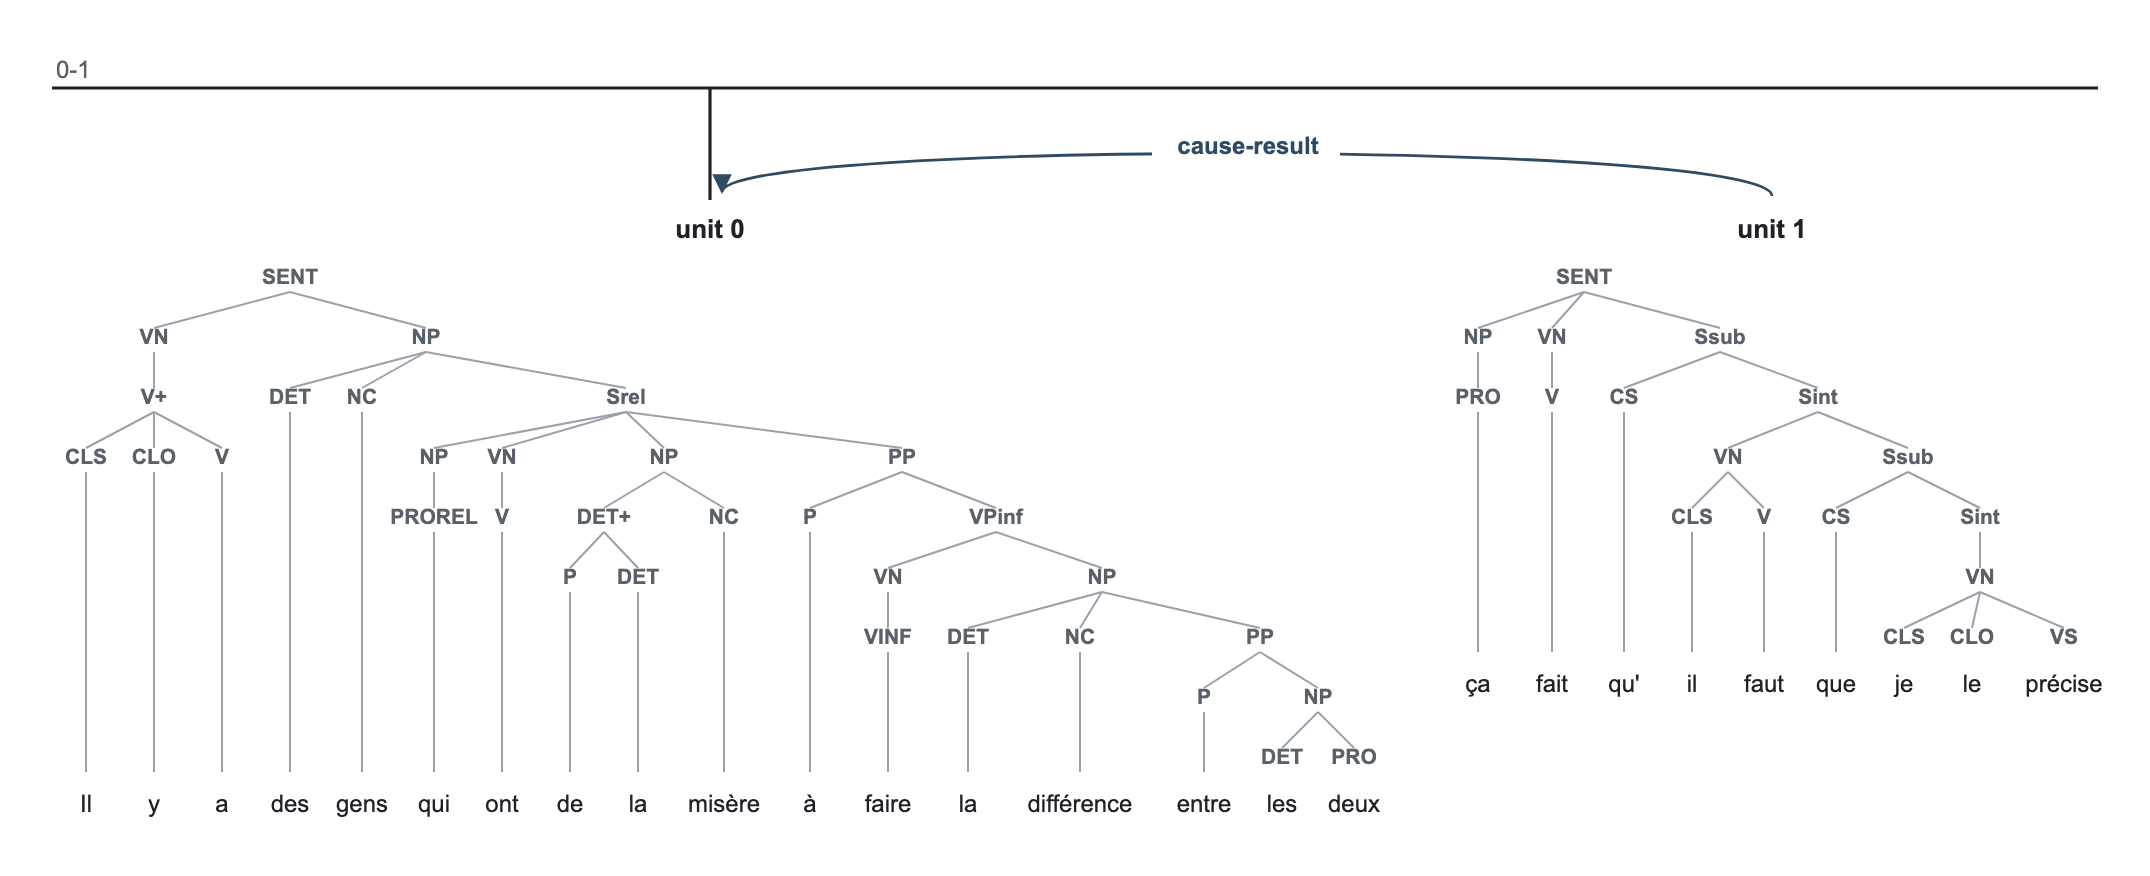 0-1
cause-result
unit 0 unit 1
SENT SENT
VN NP NP VN Ssub
V+ DET NC Srel PRO V CS Sint
CLS CLO V NP VN NP PP VN Ssub
PROREL V DET+ NC P VPinf CLS V CS Sint
P DET VN NP VN
VINF DET NC PP CLS CLO VS
ça fait qu' il faut que je le précise
P NP
DET PRO
Il y a des gens qui ont de la misère à faire la différence entre les deux